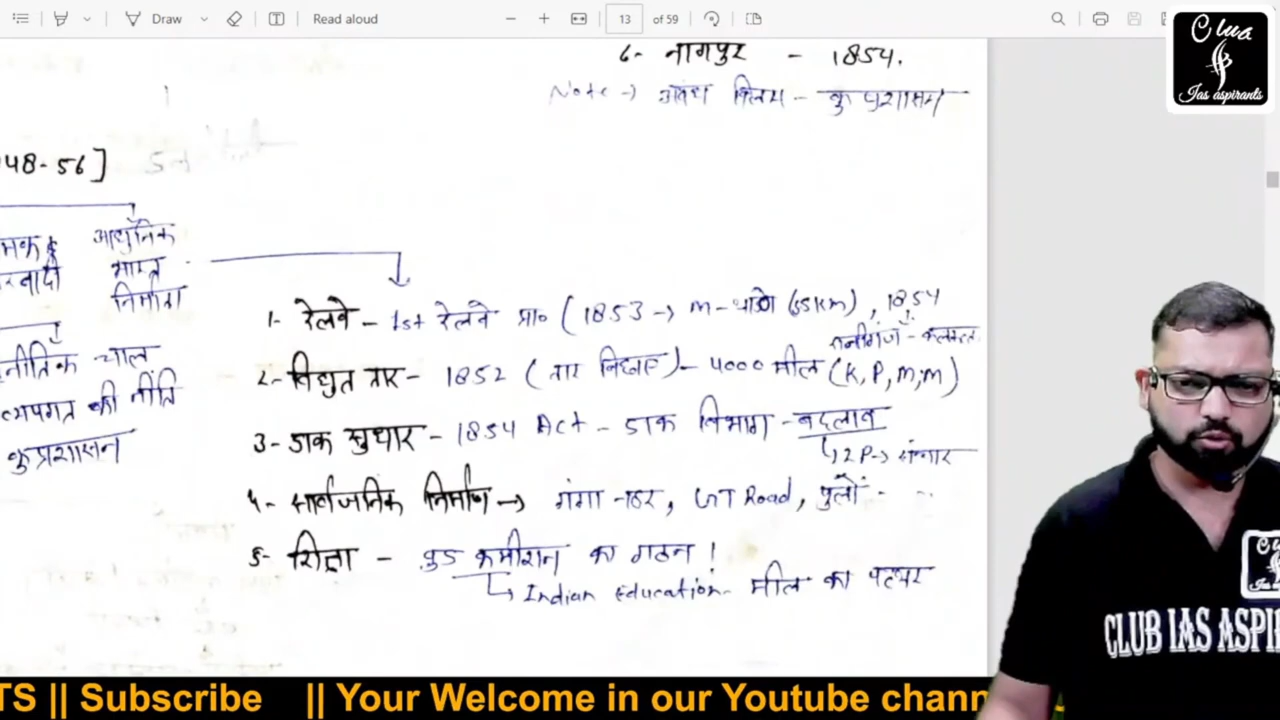 Draw
Read aloud
13 of 59
Clua
Ias aspirants
6- नागपुर - 1854.
Note → अवध विलय - कुप्रशासन
48-56]
आधुनिक
भारत
निर्माण
1- रेलवे - 1st रेलवे प्रा० (1853 → m - थाणे (35km), 1854
रानीगंज - कलकत्ता
2- विद्युत तार - 1852 (तार बिछाए) - 4000 मील (K, P, m, m)
3- डाक सुधार - 1854 Act - डाक विभाग - बदलाव
↳ 2P → संचार
4- सार्वजनिक निर्माण → गंगा नहर, GT Road, पुलों
5- शिक्षा - वुड कमीशन का गठन !
↳ Indian Education - मील का पत्थर
नीतिक चाल
व्यपगत की नीति
कुप्रशासन
CLUB IAS ASPI
TS || Subscribe || Your Welcome in our Youtube chann